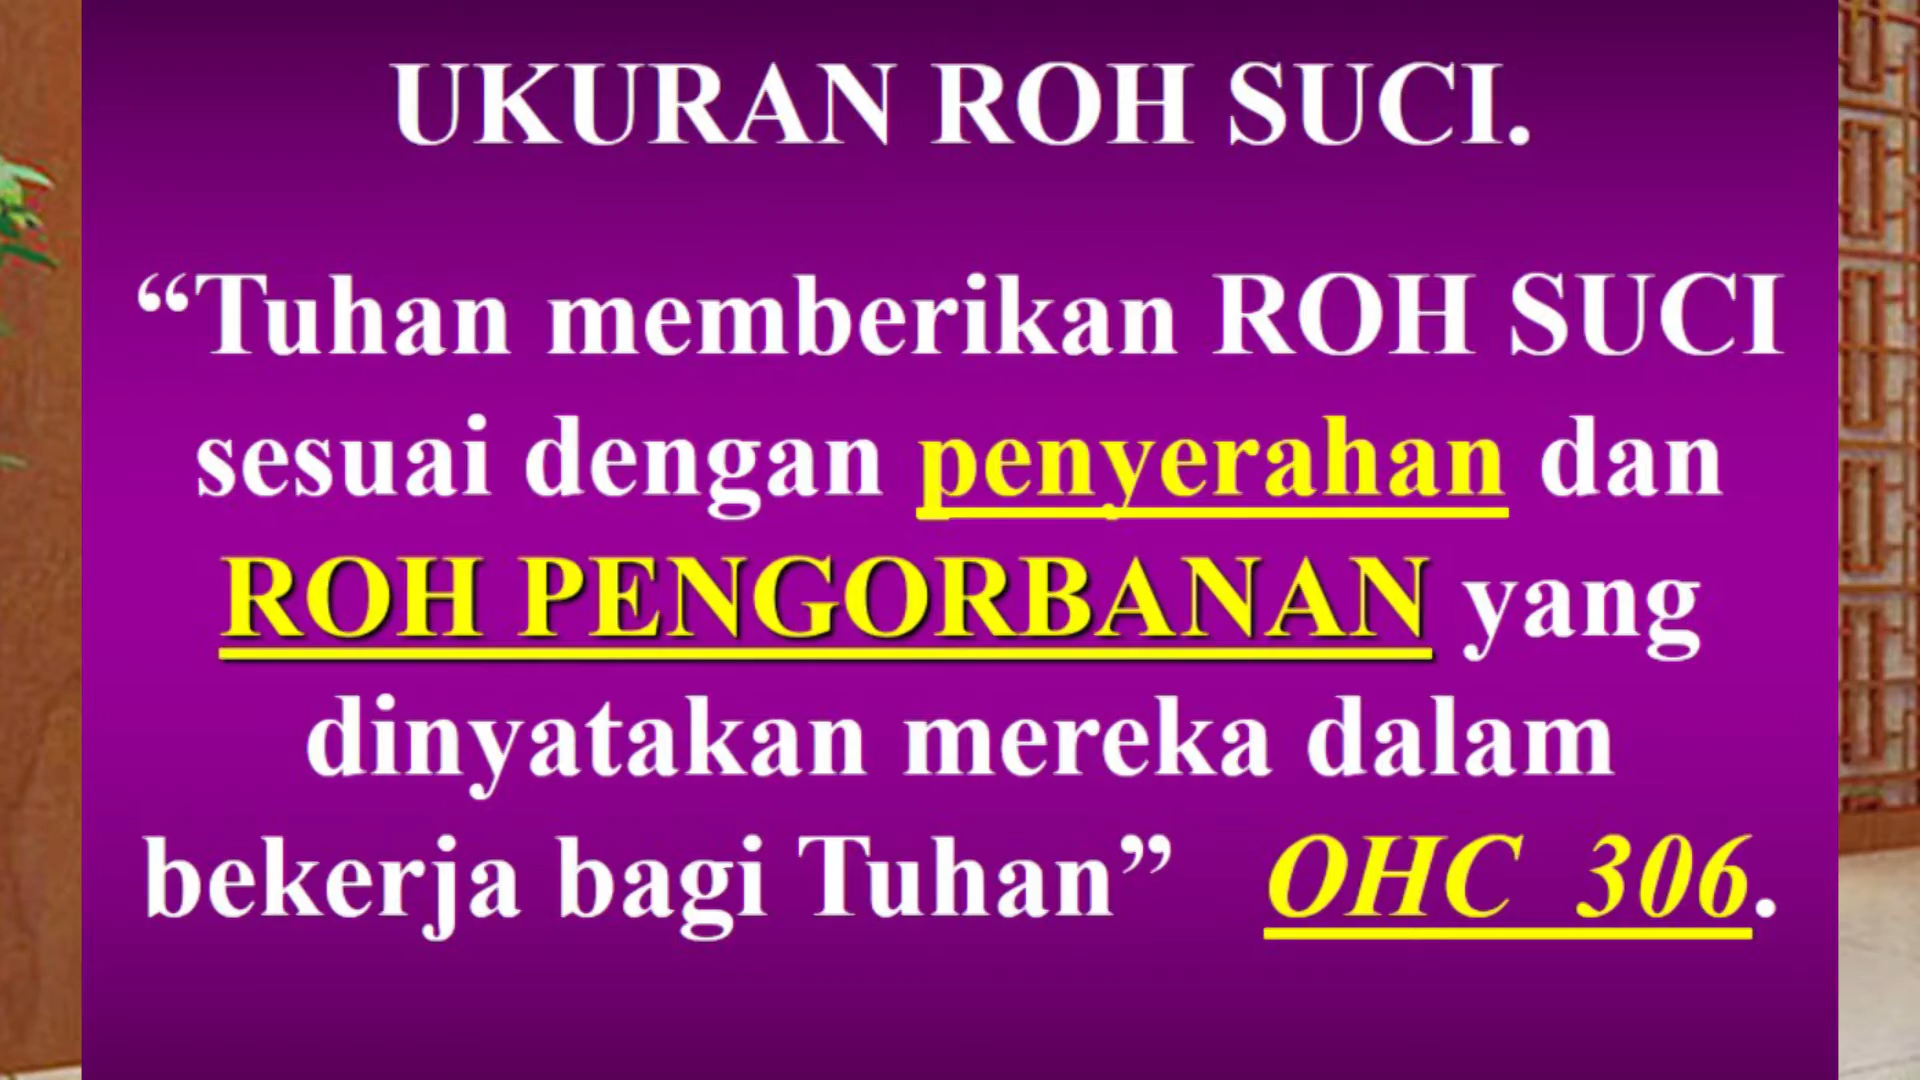 UKURAN ROH SUCI.
“Tuhan memberikan ROH SUCI
sesuai dengan penyerahan dan
ROH PENGORBANAN yang
dinyatakan mereka dalam
bekerja bagi Tuhan” OHC 306.